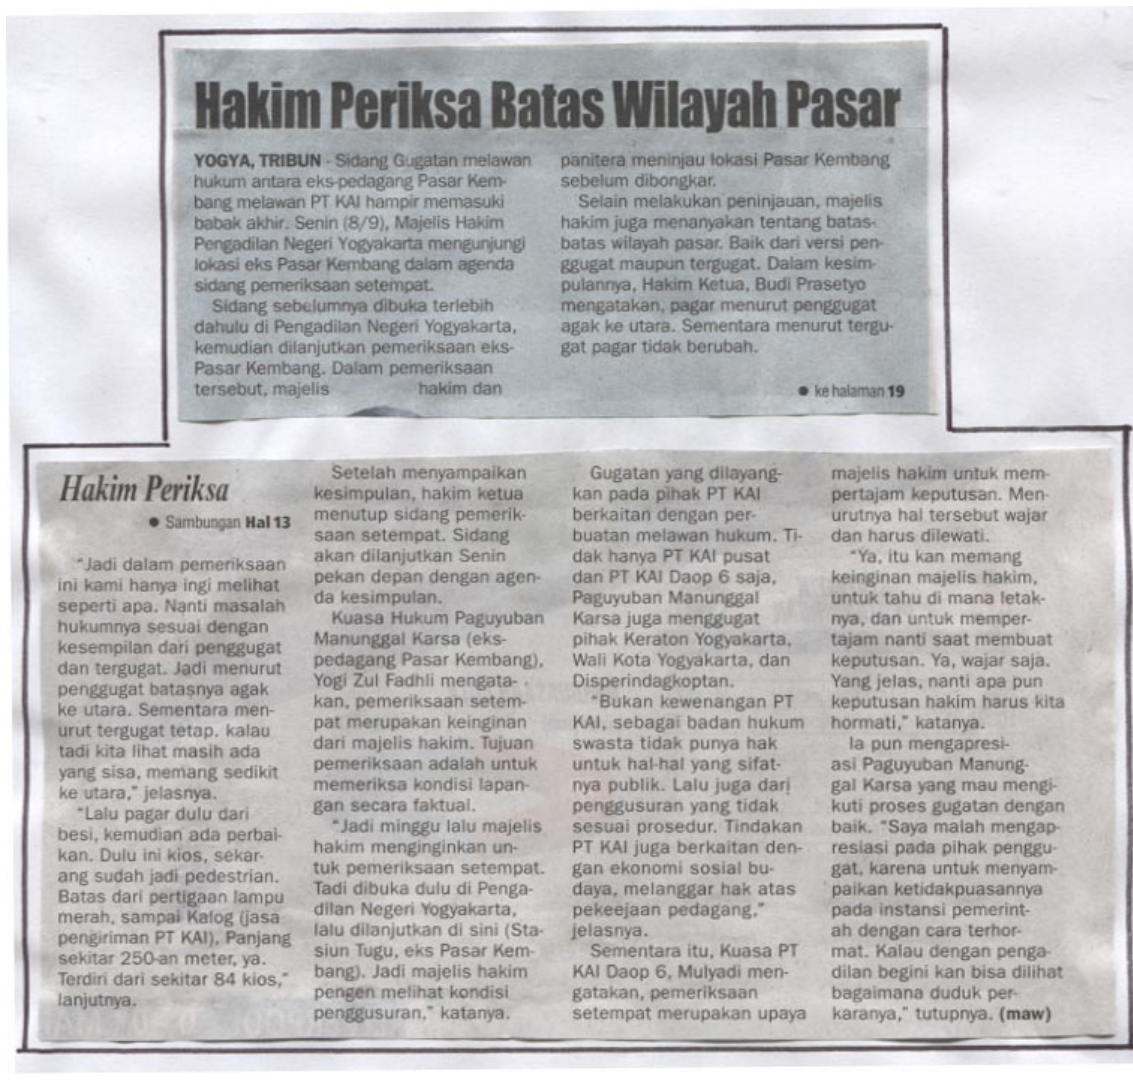 Hakim Periksa Batas Wilayah Pasar
YOGYA, TRIBUN - Sidang Gugatan melawan
hukum antara eks-pedagang Pasar Kem-
bang melawan PT KAI hampir memasuki
babak akhir. Senin (8/9), Majelis Hakim
Pengadilan Negeri Yogyakarta mengunjungi
lokasi eks Pasar Kembang dalam agenda
sidang pemeriksaan setempat.
Sidang sebelumnya dibuka terlebih
dahulu di Pengadilan Negeri Yogyakarta,
kemudian dilanjutkan pemeriksaan eks-
Pasar Kembang. Dalam pemeriksaan
tersebut, majelis hakim dan
panitera meninjau lokasi Pasar Kembang
sebelum dibongkar.
Selain melakukan peninjauan, majelis
hakim juga menanyakan tentang batas-
batas wilayah pasar. Baik dari versi pen-
ggugat maupun tergugat. Dalam kesim-
pulannya, Hakim Ketua, Budi Prasetyo
mengatakan, pagar menurut penggugat
agak ke utara. Sementara menurut tergu-
gat pagar tidak berubah.
● ke halaman 19
Hakim Periksa
● Sambungan Hal 13
"Jadi dalam pemeriksaan
ini kami hanya ingi melihat
seperti apa. Nanti masalah
hukumnya sesuai dengan
kesempilan dari penggugat
dan tergugat. Jadi menurut
penggugat batasnya agak
ke utara. Sementara men-
urut tergugat tetap. kalau
tadi kita lihat masih ada
yang sisa, memang sedikit
ke utara," jelasnya.
"Lalu pagar dulu dari
besi, kemudian ada perbai-
kan. Dulu ini kios, sekar-
ang sudah jadi pedestrian.
Batas dari pertigaan lampu
merah, sampai Kalog (jasa
pengiriman PT KAI), Panjang
sekitar 250-an meter, ya.
Terdiri dari sekitar 84 kios,"
lanjutnya.
Setelah menyampaikan
kesimpulan, hakim ketua
menutup sidang pemerik-
saan setempat. Sidang
akan dilanjutkan Senin
pekan depan dengan agen-
da kesimpulan.
Kuasa Hukum Paguyuban
Manunggal Karsa (eks-
pedagang Pasar Kembang),
Yogi Zul Fadhli mengata-
kan, pemeriksaan setem-
pat merupakan keinginan
dari majelis hakim. Tujuan
pemeriksaan adalah untuk
memeriksa kondisi lapan-
gan secara faktual.
"Jadi minggu lalu majelis
hakim menginginkan un-
tuk pemeriksaan setempat.
Tadi dibuka dulu di Penga-
dilan Negeri Yogyakarta,
lalu dilanjutkan di sini (Sta-
siun Tugu, eks Pasar Kem-
bang). Jadi majelis hakim
pengen melihat kondisi
penggusuran," katanya.
Gugatan yang dilayang-
kan pada pihak PT KAI
berkaitan dengan per-
buatan melawan hukum. Ti-
dak hanya PT KAI pusat
dan PT KAI Daop 6 saja,
Paguyuban Manunggal
Karsa juga menggugat
pihak Keraton Yogyakarta,
Wali Kota Yogyakarta, dan
Disperindagkoptan.
"Bukan kewenangan PT
KAI, sebagai badan hukum
swasta tidak punya hak
untuk hal-hal yang sifat-
nya publik. Lalu juga dari
penggusuran yang tidak
sesuai prosedur. Tindakan
PT KAI juga berkaitan den-
gan ekonomi sosial bu-
daya, melanggar hak atas
pekeejaan pedagang,"
jelasnya.
Sementara itu, Kuasa PT
KAI Daop 6, Mulyadi men-
gatakan, pemeriksaan
setempat merupakan upaya
majelis hakim untuk mem-
pertajam keputusan. Men-
urutnya hal tersebut wajar
dan harus dilewati.
"Ya, itu kan memang
keinginan majelis hakim,
untuk tahu di mana letak-
nya, dan untuk memper-
tajam nanti saat membuat
keputusan. Ya, wajar saja.
Yang jelas, nanti apa pun
keputusan hakim harus kita
hormati," katanya.
Ia pun mengapresi-
asi Paguyuban Manung-
gal Karsa yang mau mengi-
kuti proses gugatan dengan
baik. "Saya malah mengap-
resiasi pada pihak penggu-
gat, karena untuk menyam-
paikan ketidakpuasannya
pada instansi pemerint-
ah dengan cara terhor-
mat. Kalau dengan penga-
dilan begini kan bisa dilihat
bagaimana duduk per-
karanya," tutupnya. (maw)